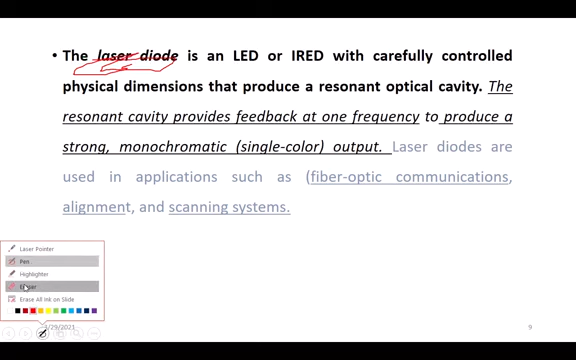 • The laser diode is an LED or IRED with carefully controlled
physical dimensions that produce a resonant optical cavity. The
resonant cavity provides feedback at one frequency to produce a
strong, monochromatic (single-color) output. Laser diodes are
used in applications such as (fiber-optic communications,
alignment, and scanning systems.
Laser Pointer
Pen
Highlighter
Eraser
Erase All Ink on Slide
/29/2021
9